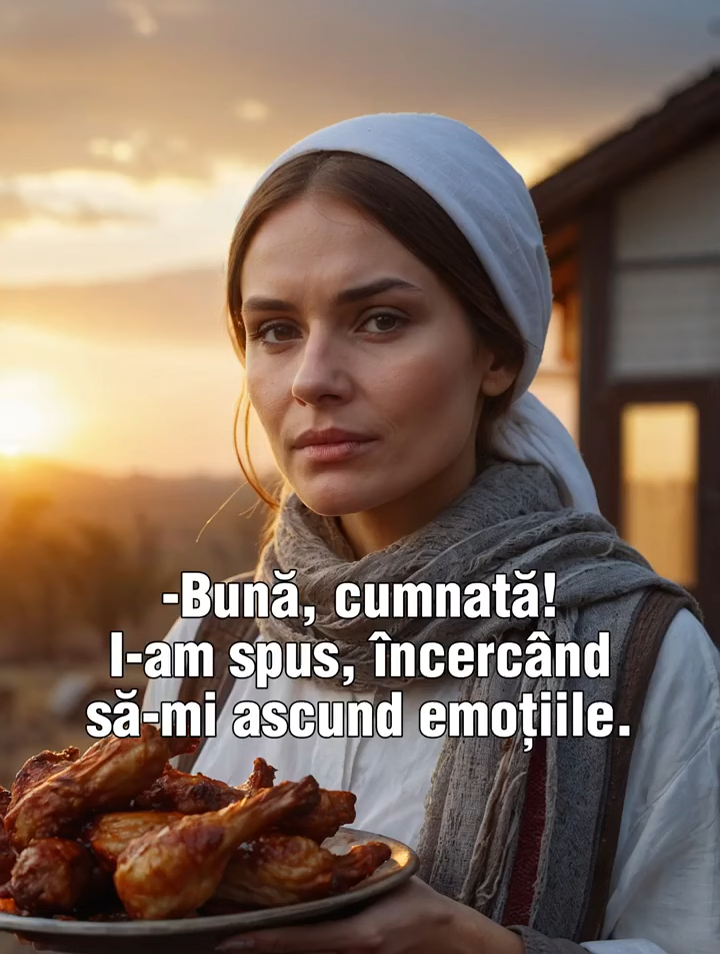 -Bună, cumnată!
I-am spus, încercând
să-mi ascund emoțiile.